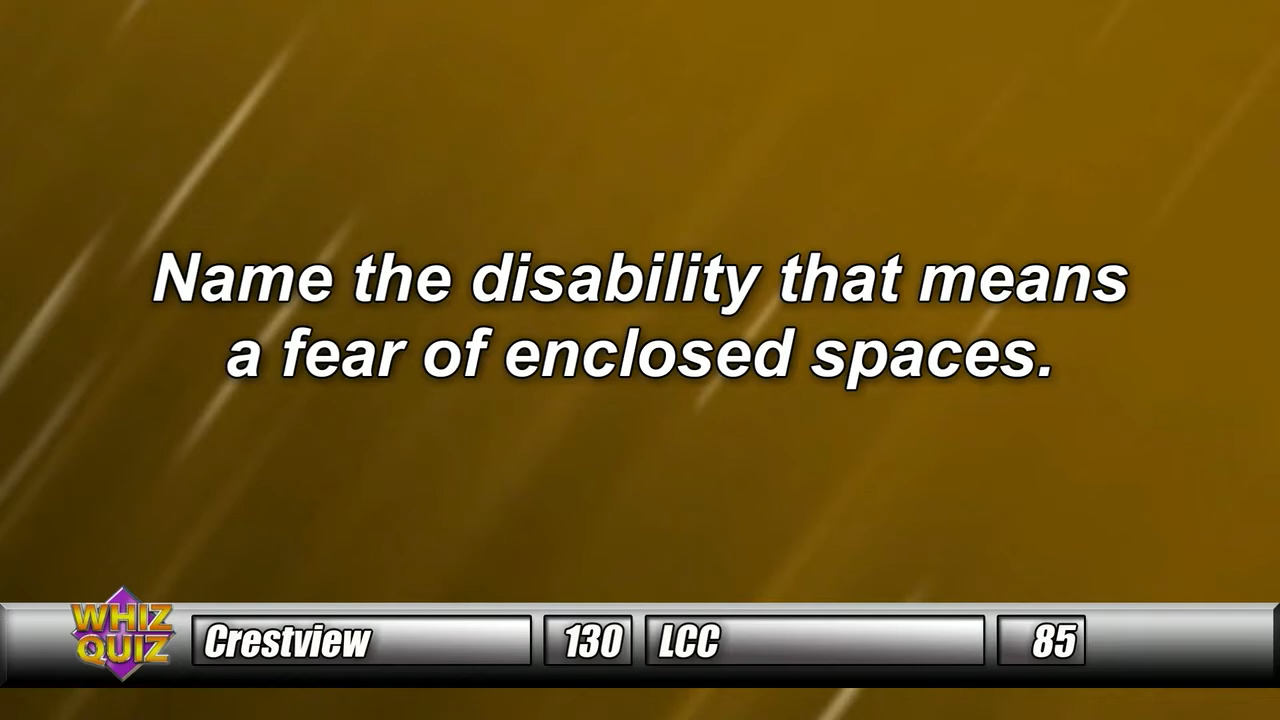 Name the disability that means
a fear of enclosed spaces.
WHIZ
QUIZ
Crestview 130 LCC 85